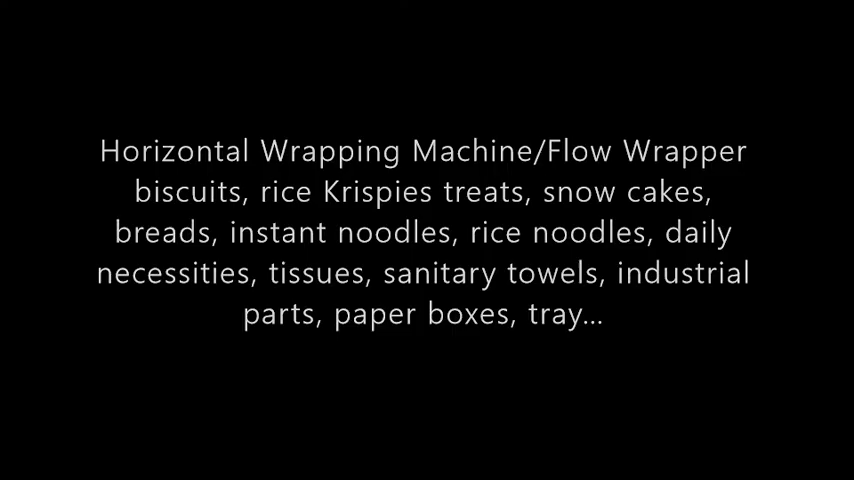 Horizontal Wrapping Machine/Flow Wrapper
biscuits, rice Krispies treats, snow cakes,
breads, instant noodles, rice noodles, daily
necessities, tissues, sanitary towels, industrial
parts, paper boxes, tray...